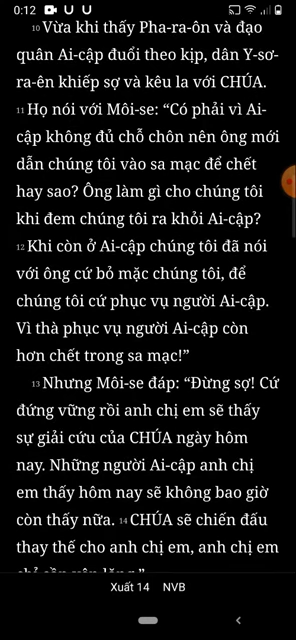 0:12
10 Vừa khi thấy Pha-ra-ôn và đạo
quân Ai-cập đuổi theo kịp, dân Y-sơ-
ra-ên khiếp sợ và kêu la với CHÚA.
11 Họ nói với Môi-se: “Có phải vì Ai-
cập không đủ chỗ chôn nên ông mới
dẫn chúng tôi vào sa mạc để chết
hay sao? Ông làm gì cho chúng tôi
khi đem chúng tôi ra khỏi Ai-cập?
12 Khi còn ở Ai-cập chúng tôi đã nói
với ông cứ bỏ mặc chúng tôi, để
chúng tôi cứ phục vụ người Ai-cập.
Vì thà phục vụ người Ai-cập còn
hơn chết trong sa mạc!”
13 Nhưng Môi-se đáp: “Đừng sợ! Cứ
đứng vững rồi anh chị em sẽ thấy
sự giải cứu của CHÚA ngày hôm
nay. Những người Ai-cập anh chị
em thấy hôm nay sẽ không bao giờ
còn thấy nữa. 14 CHÚA sẽ chiến đấu
thay thế cho anh chị em, anh chị em
chỉ cần yên lặng.”
Xuất 14 NVB